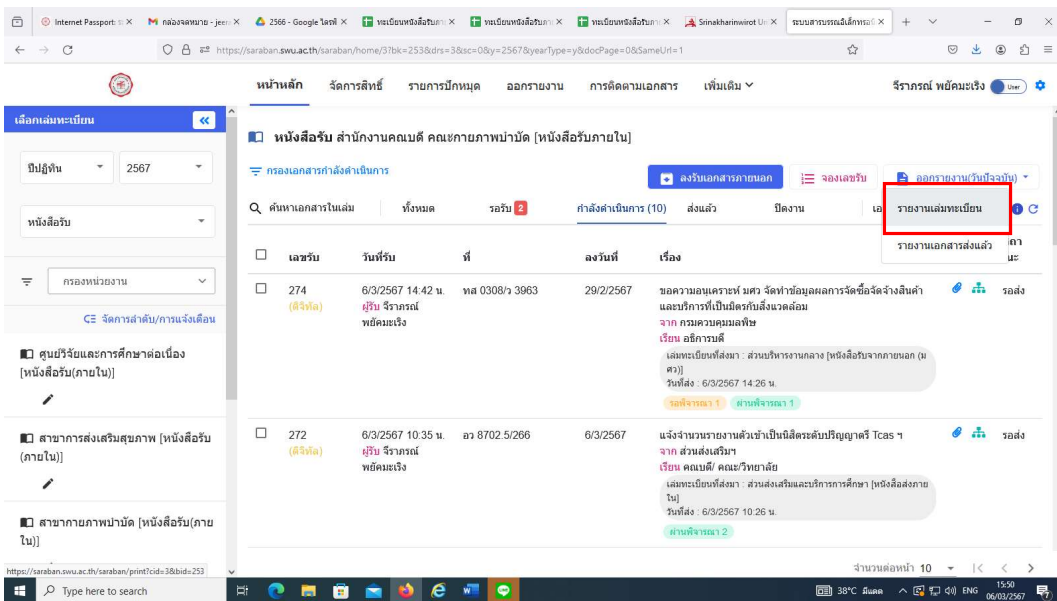 Internet Passport
กล่องจดหมาย - jeer
2566 - Google ไดรฟ์
ทะเบียนหนังสือรับภาย
ทะเบียนหนังสือรับภาย
ทะเบียนหนังสือรับภาย
Srinakharinwirot Un
ระบบสารบรรณอิเล็กทรอนิ
https://saraban.swu.ac.th/saraban/home/3?bk=253&drs=3&sc=0&y=2567&yearType=y&docPage=0&SameUrl=1
หน้าหลัก จัดการสิทธิ์ รายการปักหมุด ออกรายงาน การติดตามเอกสาร เพิ่มเติม
จีราภรณ์ พยัคมะเริง User
เลือกเล่มทะเบียน
ปีปฏิทิน 2567
หนังสือรับ
กรองหน่วยงาน
จัดการลำดับ/การแจ้งเตือน
ศูนย์วิจัยและการศึกษาต่อเนื่อง
[หนังสือรับ(ภายใน)]
สาขาการส่งเสริมสุขภาพ [หนังสือรับ
(ภายใน)]
สาขากายภาพบำบัด [หนังสือรับ(ภาย
ใน)]
https://saraban.swu.ac.th/saraban/print?cid=3&bid=253
หนังสือรับ สำนักงานคณบดี คณะกายภาพบำบัด [หนังสือรับภายใน]
กรองเอกสารกำลังดำเนินการ
ลงรับเอกสารภายนอก จองเลขรับ ออกรายงาน(วันปัจจุบัน)
รายงานเล่มทะเบียน
รายงานเอกสารส่งแล้ว
ค้นหาเอกสารในเล่ม ทั้งหมด รอรับ 2 กำลังดำเนินการ (10) ส่งแล้ว ปิดงาน
เลขรับ วันที่รับ ที่ ลงวันที่ เรื่อง
274 6/3/2567 14:42 น. ทส 0308/ว 3963 29/2/2567 ขอความอนุเคราะห์ มศว จัดทำข้อมูลผลการจัดซื้อจัดจ้างสินค้า รอส่ง
(ดิจิทัล) ผู้รับ จีราภรณ์ และบริการที่เป็นมิตรกับสิ่งแวดล้อม
พยัคมะเริง จาก กรมควบคุมมลพิษ
เรียน อธิการบดี
เล่มทะเบียนที่ส่งมา : ส่วนบริหารงานกลาง [หนังสือรับจากภายนอก (ม
ศว)]
วันที่ส่ง : 6/3/2567 14:26 น.
รอพิจารณา 1 ผ่านพิจารณา 1
272 6/3/2567 10:35 น. อว 8702.5/266 6/3/2567 แจ้งจำนวนรายงานตัวเข้าเป็นนิสิตระดับปริญญาตรี Tcas ฯ รอส่ง
(ดิจิทัล) ผู้รับ จีราภรณ์ จาก ส่วนส่งเสริมฯ
พยัคมะเริง เรียน คณบดี/ คณะ/วิทยาลัย
เล่มทะเบียนที่ส่งมา : ส่วนส่งเสริมและบริการการศึกษา [หนังสือส่งภาย
ใน]
วันที่ส่ง : 6/3/2567 10:26 น.
ผ่านพิจารณา 2
จำนวนต่อหน้า 10
Type here to search
38°C มีแดด ENG 15:50
06/03/2567